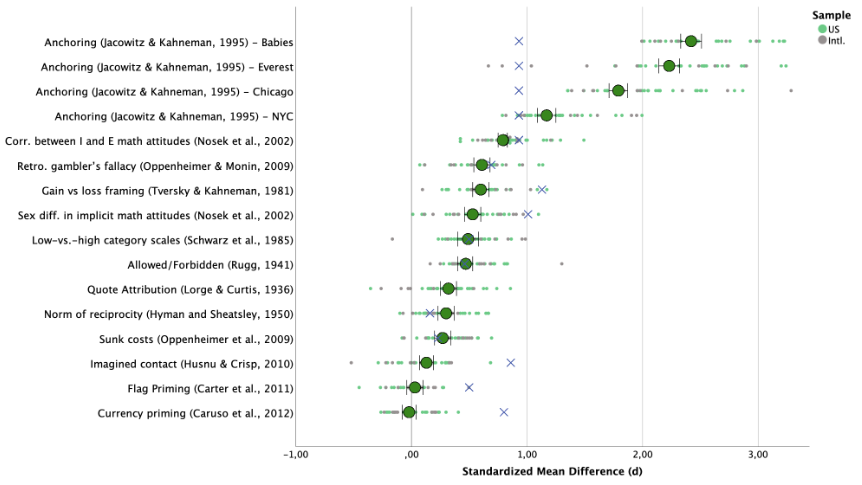 Sample
US
Intl.
Anchoring (Jacowitz & Kahneman, 1995) – Babies
Anchoring (Jacowitz & Kahneman, 1995) – Everest
Anchoring (Jacowitz & Kahneman, 1995) – Chicago
Anchoring (Jacowitz & Kahneman, 1995) – NYC
Corr. between I and E math attitudes (Nosek et al., 2002)
Retro. gambler's fallacy (Oppenheimer & Monin, 2009)
Gain vs loss framing (Tversky & Kahneman, 1981)
Sex diff. in implicit math attitudes (Nosek et al., 2002)
Low-vs.-high category scales (Schwarz et al., 1985)
Allowed/Forbidden (Rugg, 1941)
Quote Attribution (Lorge & Curtis, 1936)
Norm of reciprocity (Hyman and Sheatsley, 1950)
Sunk costs (Oppenheimer et al., 2009)
Imagined contact (Husnu & Crisp, 2010)
Flag Priming (Carter et al., 2011)
Currency priming (Caruso et al., 2012)
-1,00 ,00 1,00 2,00 3,00
Standardized Mean Difference (d)